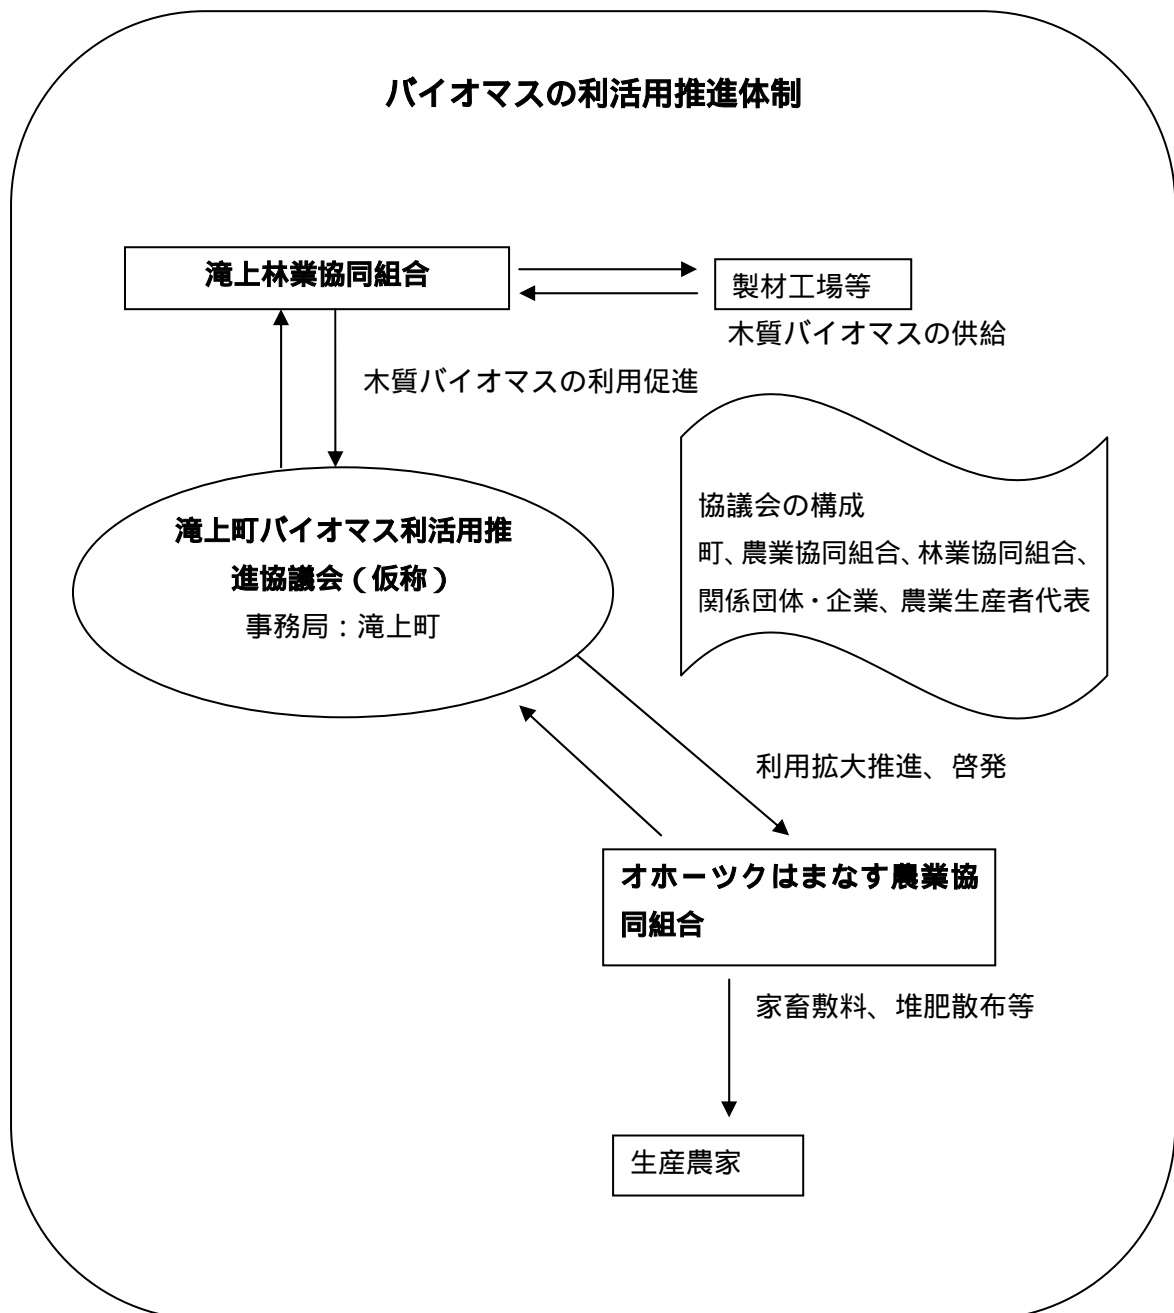 バイオマスの利活用推進体制
滝上林業協同組合
製材工場等
木質バイオマスの供給
木質バイオマスの利用促進
滝上町バイオマス利活用推
進協議会(仮称)
事務局:滝上町
協議会の構成
町、農業協同組合、林業協同組合、
関係団体・企業、農業生産者代表
利用拡大推進、啓発
オホーツクはまなす農業協
同組合
家畜敷料、堆肥散布等
生産農家